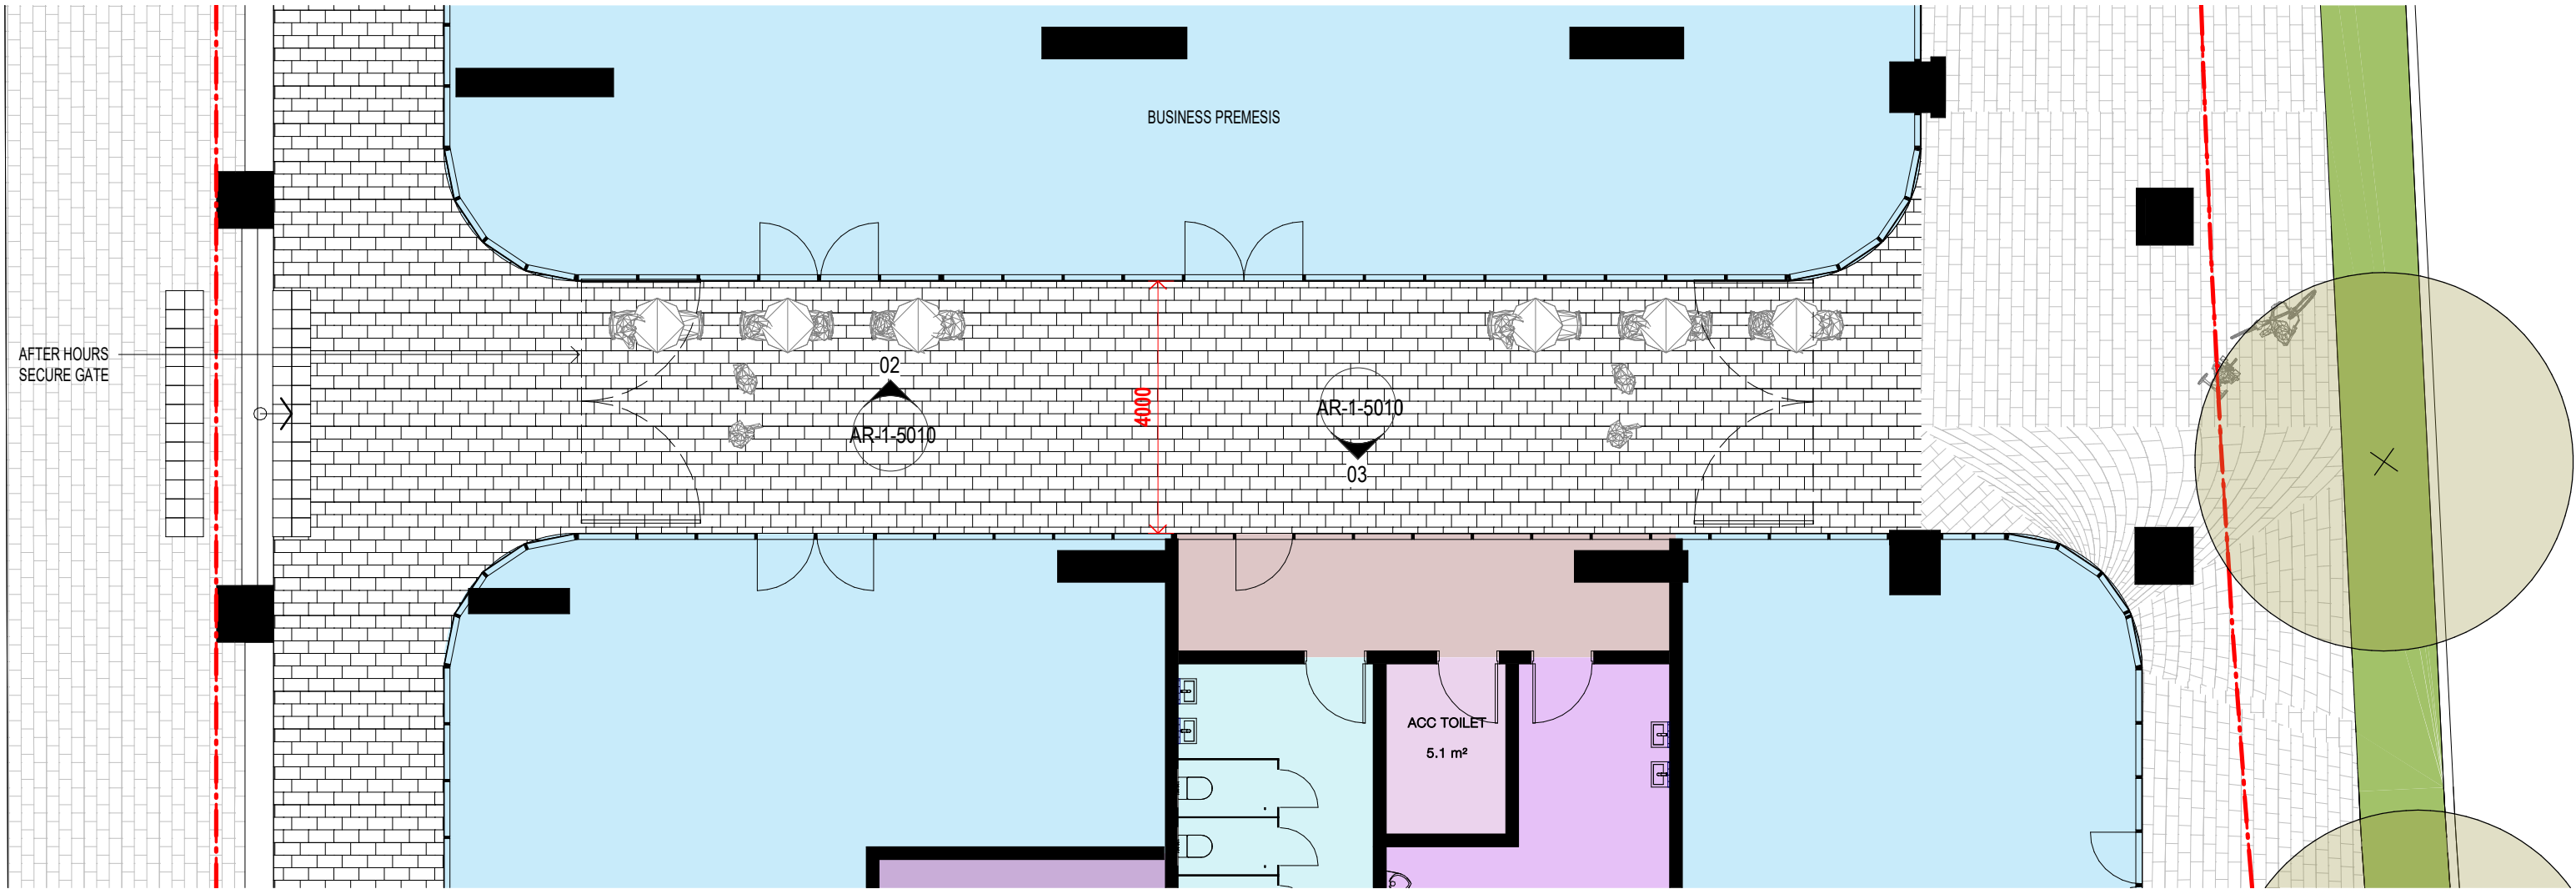 BUSINESS PREMESIS
AFTER HOURS
SECURE GATE
02
AR-1-5010
4000
AR-1-5010
03
ACC TOILET
5.1 m²